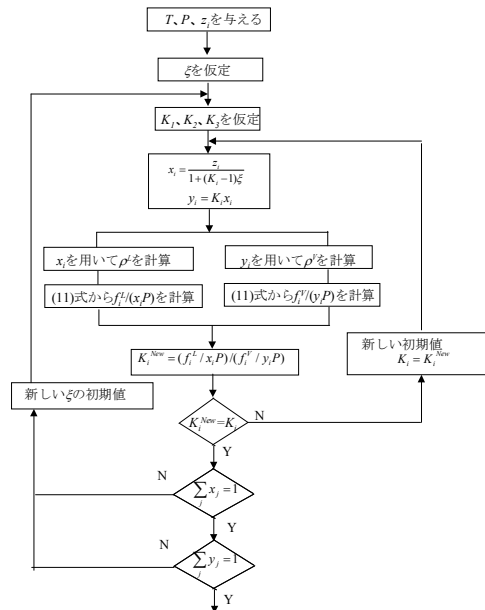 T、P、z_iを与える
ξを仮定
K_1、K_2、K_3を仮定
x_i = z_i / (1+(K_i−1)ξ)
y_i = K_i x_i
x_iを用いてρ^Lを計算
y_iを用いてρ^Vを計算
(11)式からf_i^L/(x_iP)を計算
(11)式からf_i^V/(y_iP)を計算
K_i^New = (f_i^L / x_iP)/(f_i^V / y_iP)
新しい初期値
K_i = K_i^New
新しいξの初期値
K_i^New=K_i
N
Y
N
∑_j x_j = 1
Y
N
∑_j y_j = 1
Y